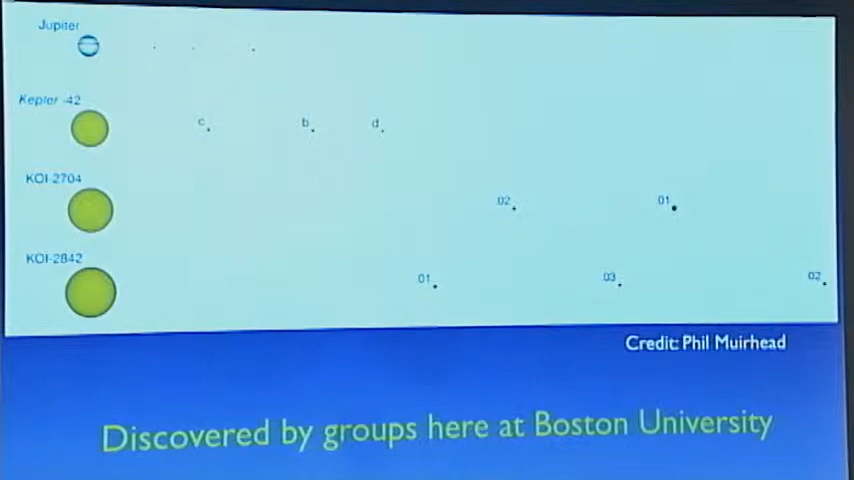 Jupiter
Kepler -42
c
b
d
KOI-2704
02
01
KOI-2842
01
03
02
Credit: Phil Muirhead
Discovered by groups here at Boston University